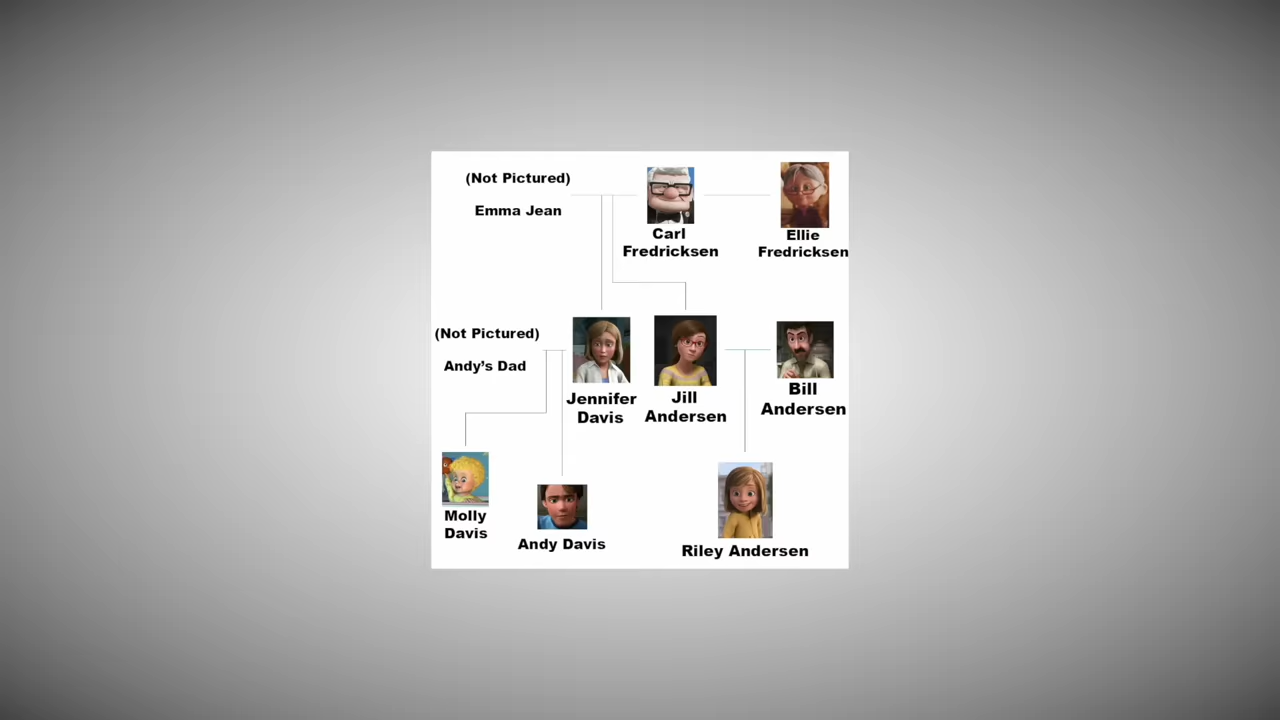 (Not Pictured)
Emma Jean
Carl
Fredricksen
Ellie
Fredricksen
(Not Pictured)
Andy’s Dad
Jennifer
Davis
Jill
Andersen
Bill
Andersen
Molly
Davis
Andy Davis
Riley Andersen